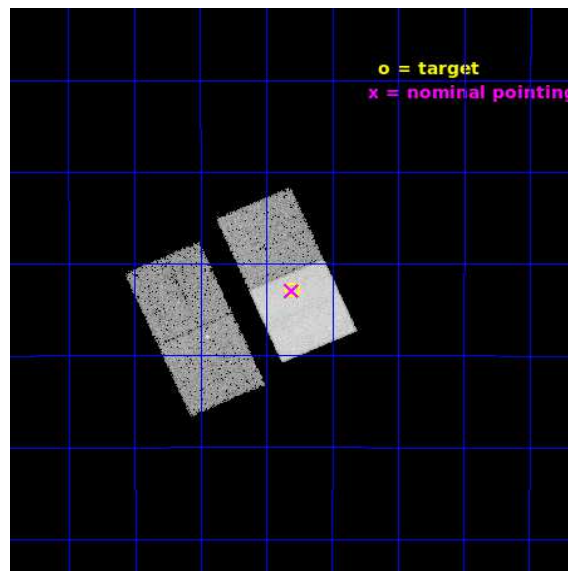 o = target
x = nominal pointing